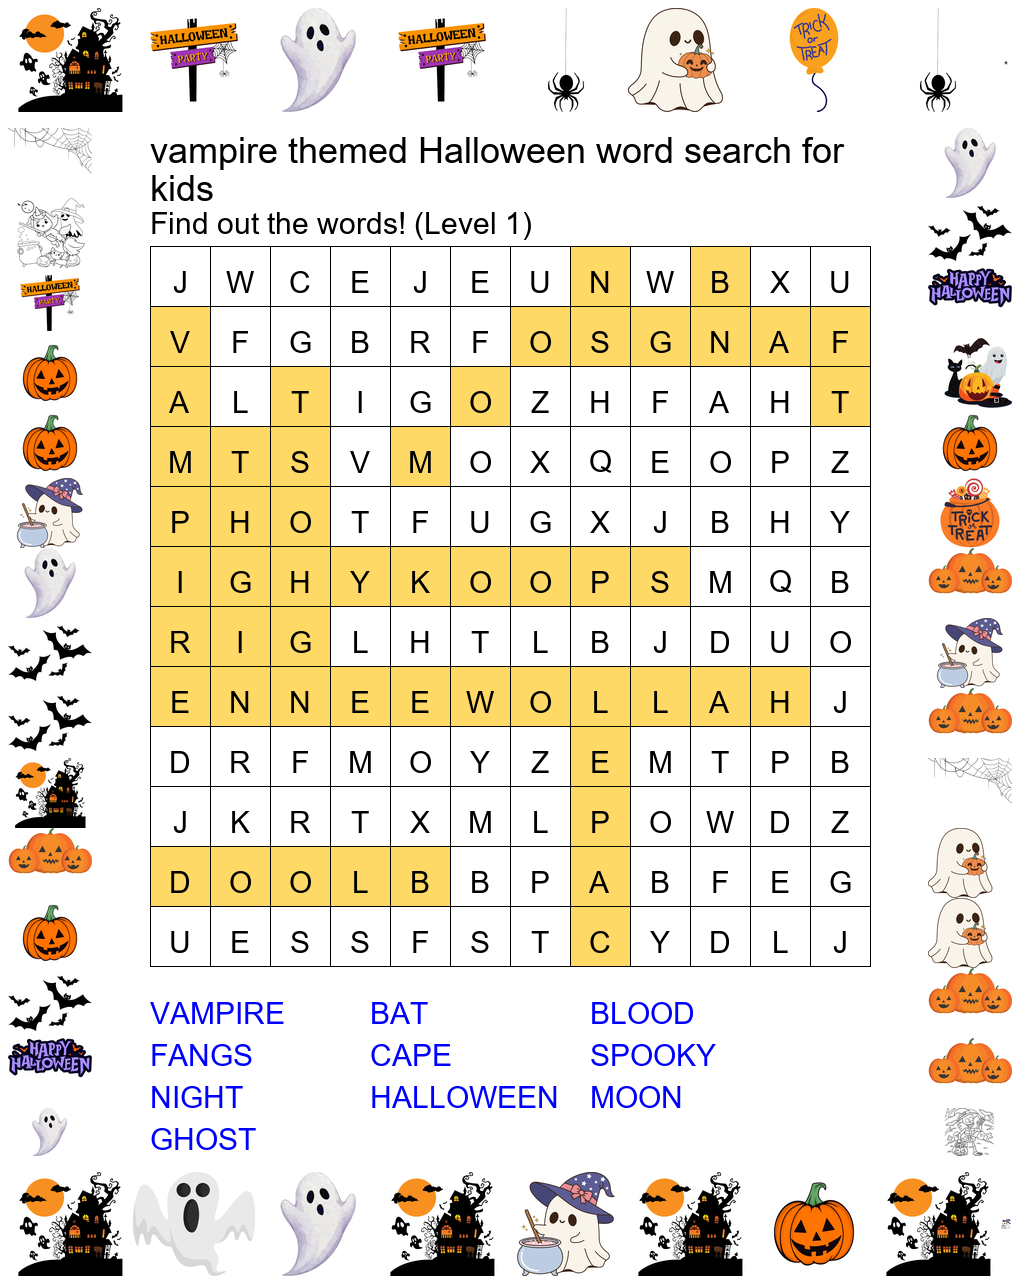 HALLOWEEN
PARTY
HALLOWEEN
PARTY
TRICK
or
TREAT
vampire themed Halloween word search for
kids
Find out the words! (Level 1)
HALLOWEEN
PARTY
HAPPY
HALLOWEEN
J W C E J E U N W B X U
V F G B R F O S G N A F
A L T I G O Z H F A H T
M T S V M O X Q E O P Z
P H O T F U G X J B H Y
I G H Y K O O P S M Q B
R I G L H T L B J D U O
E N N E E W O L L A H J
D R F M O Y Z E M T P B
J K R T X M L P O W D Z
D O O L B B P A B F E G
U E S S F S T C Y D L J
TRICK
or
TREAT
HAPPY
HALLOWEEN
VAMPIRE BAT BLOOD
FANGS CAPE SPOOKY
NIGHT HALLOWEEN MOON
GHOST